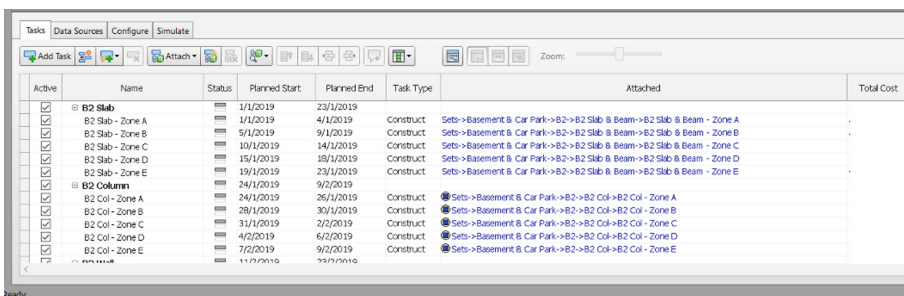 Tasks Data Sources Configure Simulate
Add Task Attach Zoom:
Active Name Status Planned Start Planned End Task Type Attached Total Cost
B2 Slab 1/1/2019 23/1/2019
B2 Slab - Zone A 1/1/2019 4/1/2019 Construct Sets->Basement & Car Park->B2->B2 Slab & Beam->B2 Slab & Beam - Zone A
B2 Slab - Zone B 5/1/2019 9/1/2019 Construct Sets->Basement & Car Park->B2->B2 Slab & Beam->B2 Slab & Beam - Zone B
B2 Slab - Zone C 10/1/2019 14/1/2019 Construct Sets->Basement & Car Park->B2->B2 Slab & Beam->B2 Slab & Beam - Zone C
B2 Slab - Zone D 15/1/2019 18/1/2019 Construct Sets->Basement & Car Park->B2->B2 Slab & Beam->B2 Slab & Beam - Zone D
B2 Slab - Zone E 19/1/2019 23/1/2019 Construct Sets->Basement & Car Park->B2->B2 Slab & Beam->B2 Slab & Beam - Zone E
B2 Column 24/1/2019 9/2/2019
B2 Col - Zone A 24/1/2019 26/1/2019 Construct Sets->Basement & Car Park->B2->B2 Col->B2 Col - Zone A
B2 Col - Zone B 28/1/2019 30/1/2019 Construct Sets->Basement & Car Park->B2->B2 Col->B2 Col - Zone B
B2 Col - Zone C 31/1/2019 2/2/2019 Construct Sets->Basement & Car Park->B2->B2 Col->B2 Col - Zone C
B2 Col - Zone D 4/2/2019 6/2/2019 Construct Sets->Basement & Car Park->B2->B2 Col->B2 Col - Zone D
B2 Col - Zone E 7/2/2019 9/2/2019 Construct Sets->Basement & Car Park->B2->B2 Col->B2 Col - Zone E
B2 Wall 11/2/2019 23/2/2019
Ready